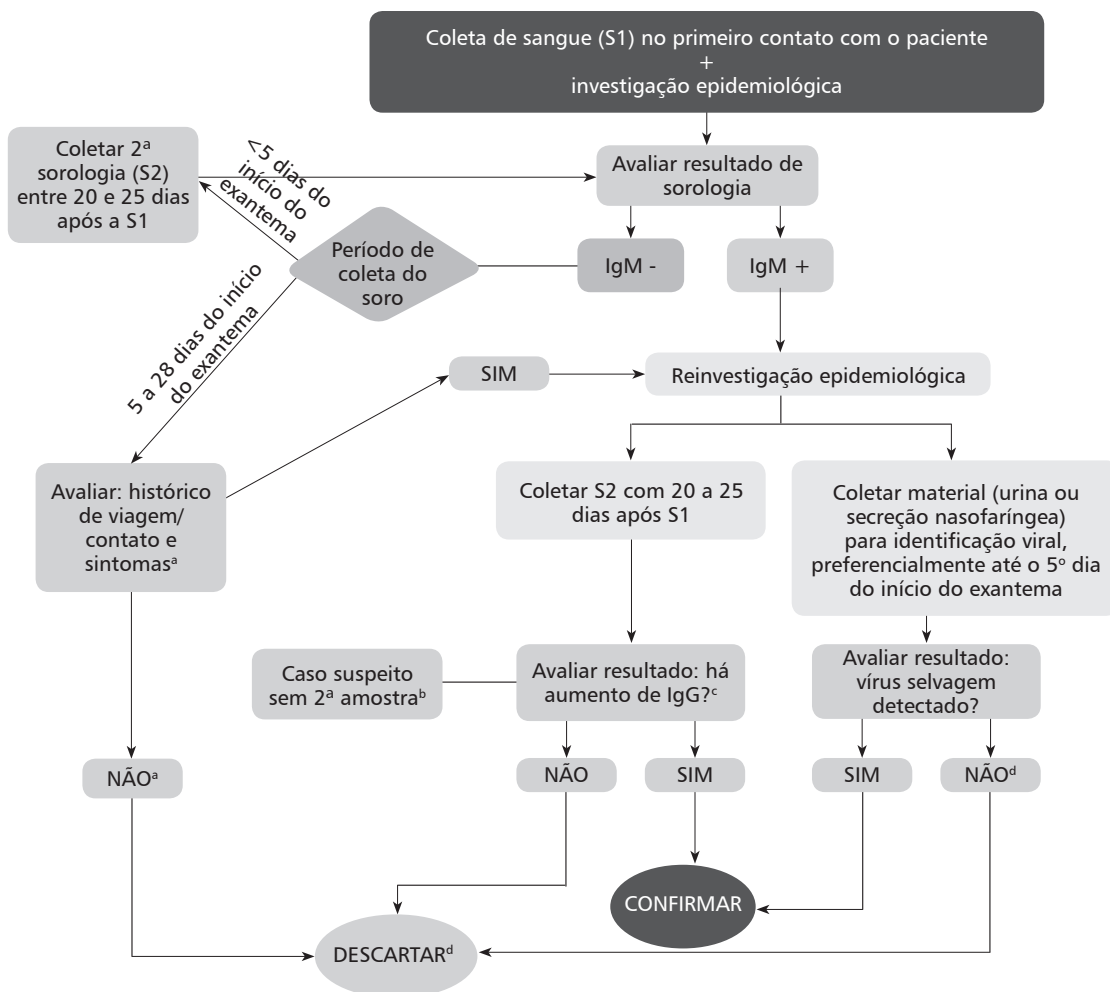 Coleta de sangue (S1) no primeiro contato com o paciente
+
investigação epidemiológica
Coletar 2ª
sorologia (S2)
entre 20 e 25 dias
após a S1
<5 dias do
início do
exantema
Avaliar resultado de
sorologia
Período de
coleta do
soro
IgM -
IgM +
5 a 28 dias do início
do exantema
SIM
Reinvestigação epidemiológica
Avaliar: histórico
de viagem/
contato e
sintomasᵃ
Coletar S2 com 20 a 25
dias após S1
Coletar material (urina ou
secreção nasofaríngea)
para identificação viral,
preferencialmente até o 5º dia
do início do exantema
Caso suspeito
sem 2ª amostraᵇ
Avaliar resultado: há
aumento de IgG?ᶜ
Avaliar resultado:
vírus selvagem
detectado?
NÃOᵃ
NÃO
SIM
SIM
NÃOᵈ
CONFIRMAR
DESCARTARᵈ